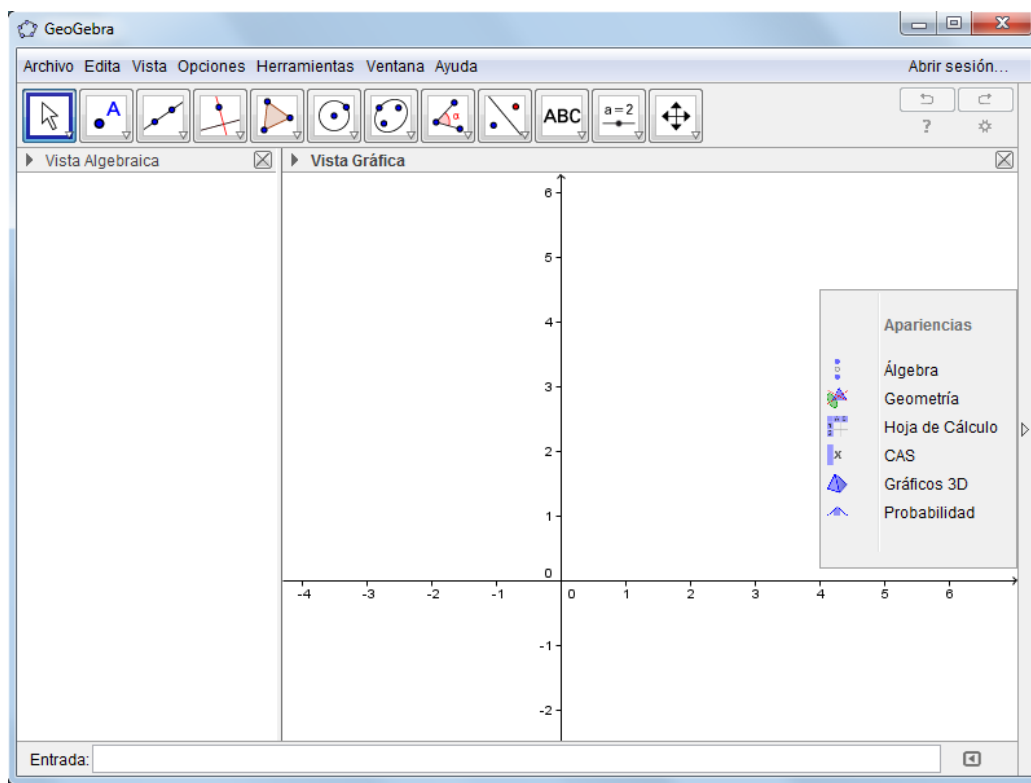 GeoGebra
Archivo Edita Vista Opciones Herramientas Ventana Ayuda Abrir sesión...
A α ABC a=2 ?
Vista Algebraica Vista Gráfica
6
5
4
3
2
1
0
-4 -3 -2 -1 0 1 2 3 4 5 6
-1
-2
Apariencias
Álgebra
Geometría
Hoja de Cálculo
x CAS
Gráficos 3D
Probabilidad
Entrada: